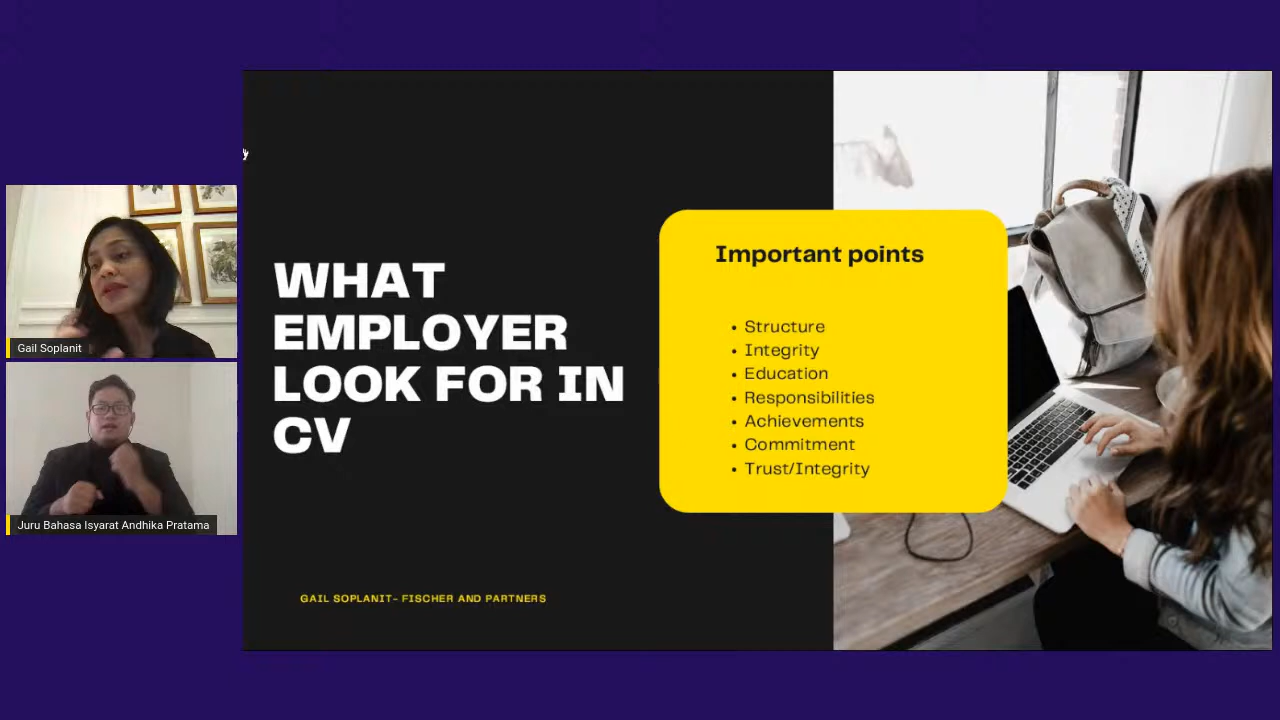 Gail Soplanit
Juru Bahasa Isyarat Andhika Pratama
WHAT
EMPLOYER
LOOK FOR IN
CV
Important points
• Structure
• Integrity
• Education
• Responsibilities
• Achievements
• Commitment
• Trust/Integrity
GAIL SOPLANIT- FISCHER AND PARTNERS